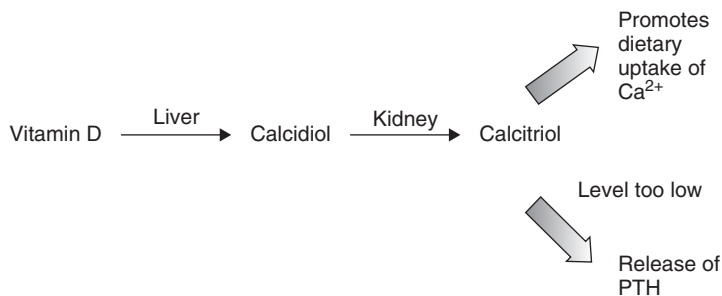 Promotes
dietary
uptake of
Ca²⁺
Vitamin D
Liver
Calcidiol
Kidney
Calcitriol
Level too low
Release of
PTH